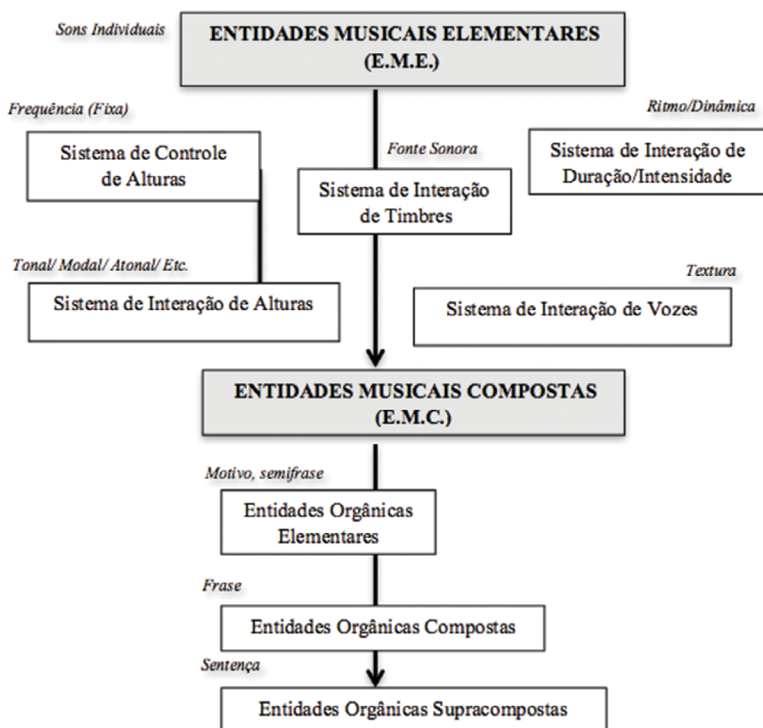 Sons Individuais
ENTIDADES MUSICAIS ELEMENTARES
(E.M.E.)
Frequência (Fixa)
Sistema de Controle
de Alturas
Fonte Sonora
Sistema de Interação
de Timbres
Ritmo/Dinâmica
Sistema de Interação de
Duração/Intensidade
Tonal/ Modal/ Atonal/ Etc.
Sistema de Interação de Alturas
Textura
Sistema de Interação de Vozes
ENTIDADES MUSICAIS COMPOSTAS
(E.M.C.)
Motivo, semifrase
Entidades Orgânicas
Elementares
Frase
Entidades Orgânicas Compostas
Sentença
Entidades Orgânicas Supracompostas